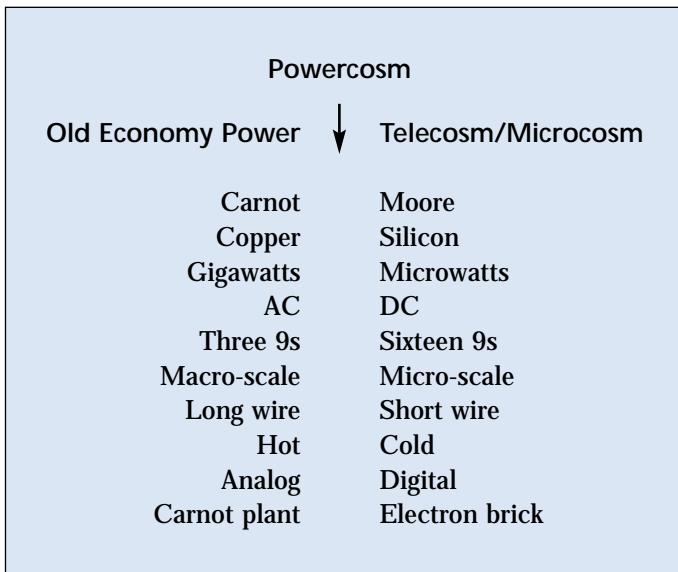 Powercosm
Old Economy Power Telecosm/Microcosm
Carnot Moore
Copper Silicon
Gigawatts Microwatts
AC DC
Three 9s Sixteen 9s
Macro-scale Micro-scale
Long wire Short wire
Hot Cold
Analog Digital
Carnot plant Electron brick